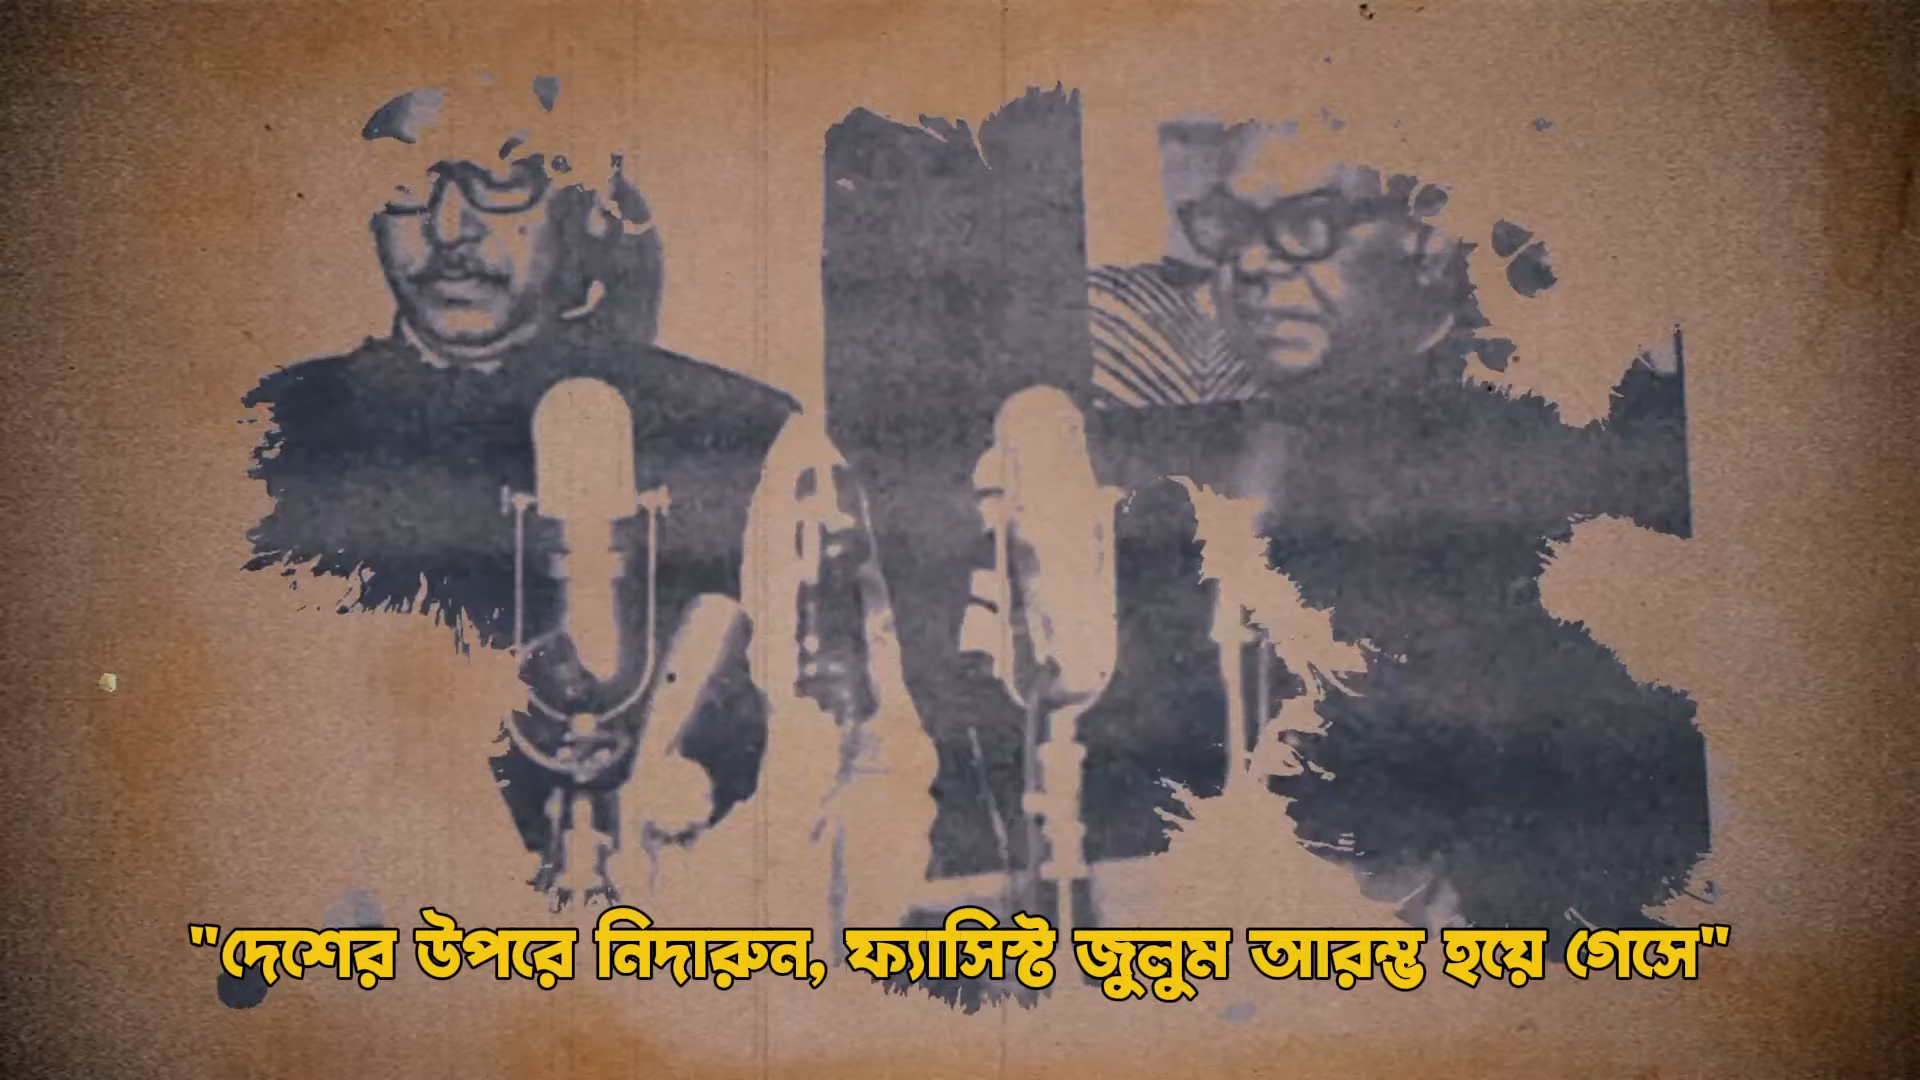 "দেশের উপরে নিদারুন, ফ্যাসিস্ট জুলুম আরম্ভ হয়ে গেসে"